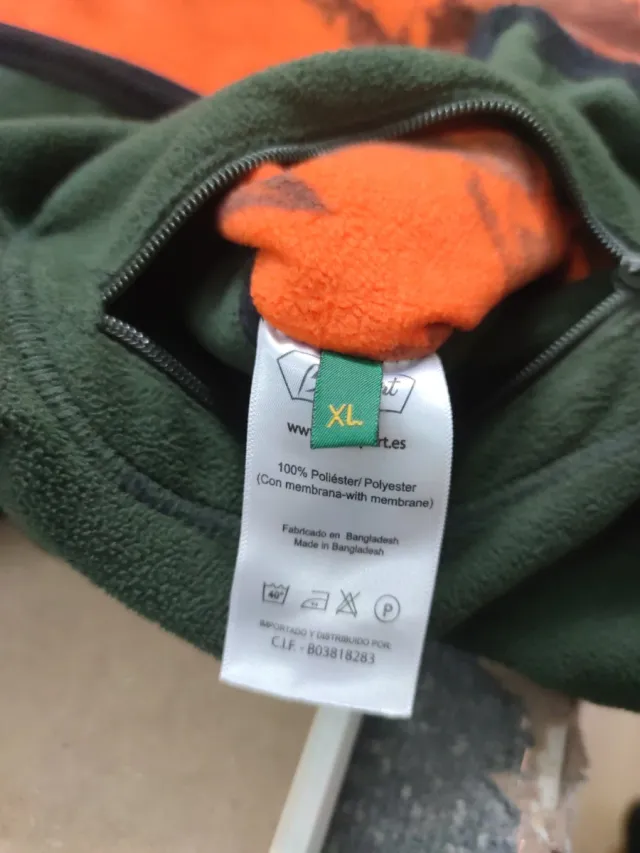 XL
100% Poliéster/ Polyester
(Con membrana-with membrane)
Fabricado en Bangladesh
Made in Bangladesh
40°
P
IMPORTADO Y DISTRIBUIDO POR:
C.I.F. - B03818283